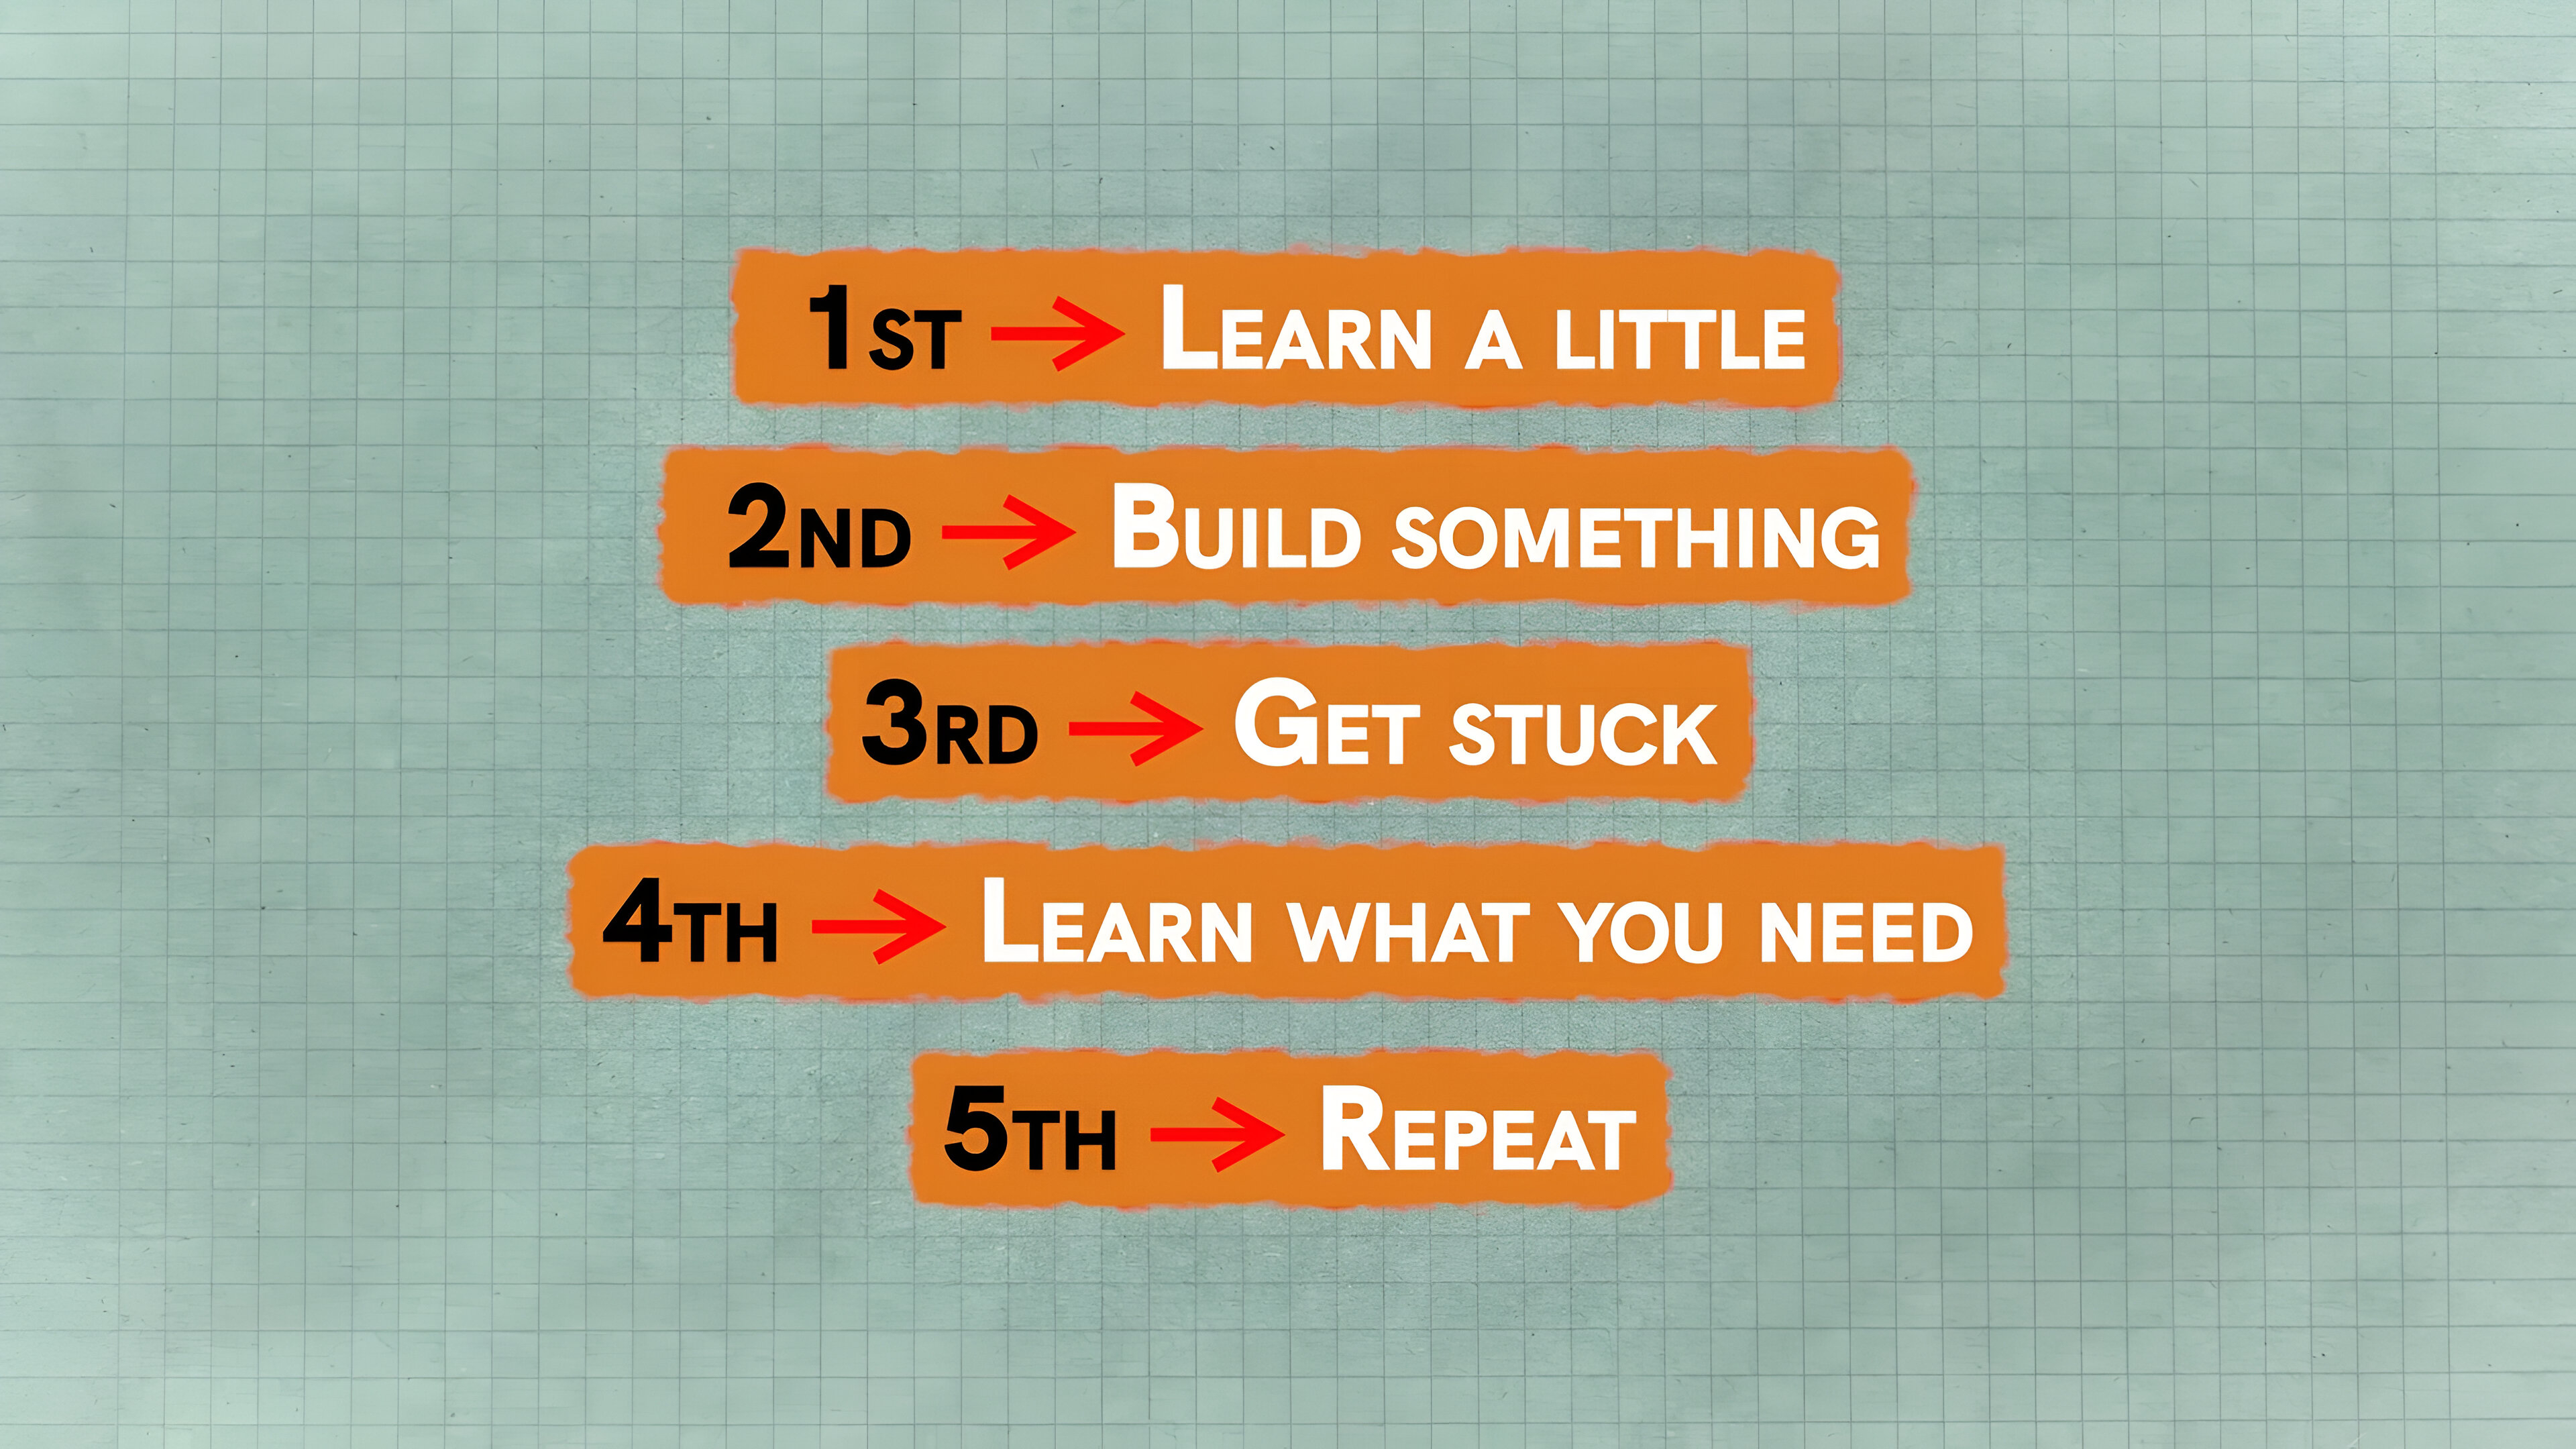 1st → Learn a little
2nd → Build something
3rd → Get stuck
4th → Learn what you need
5th → Repeat